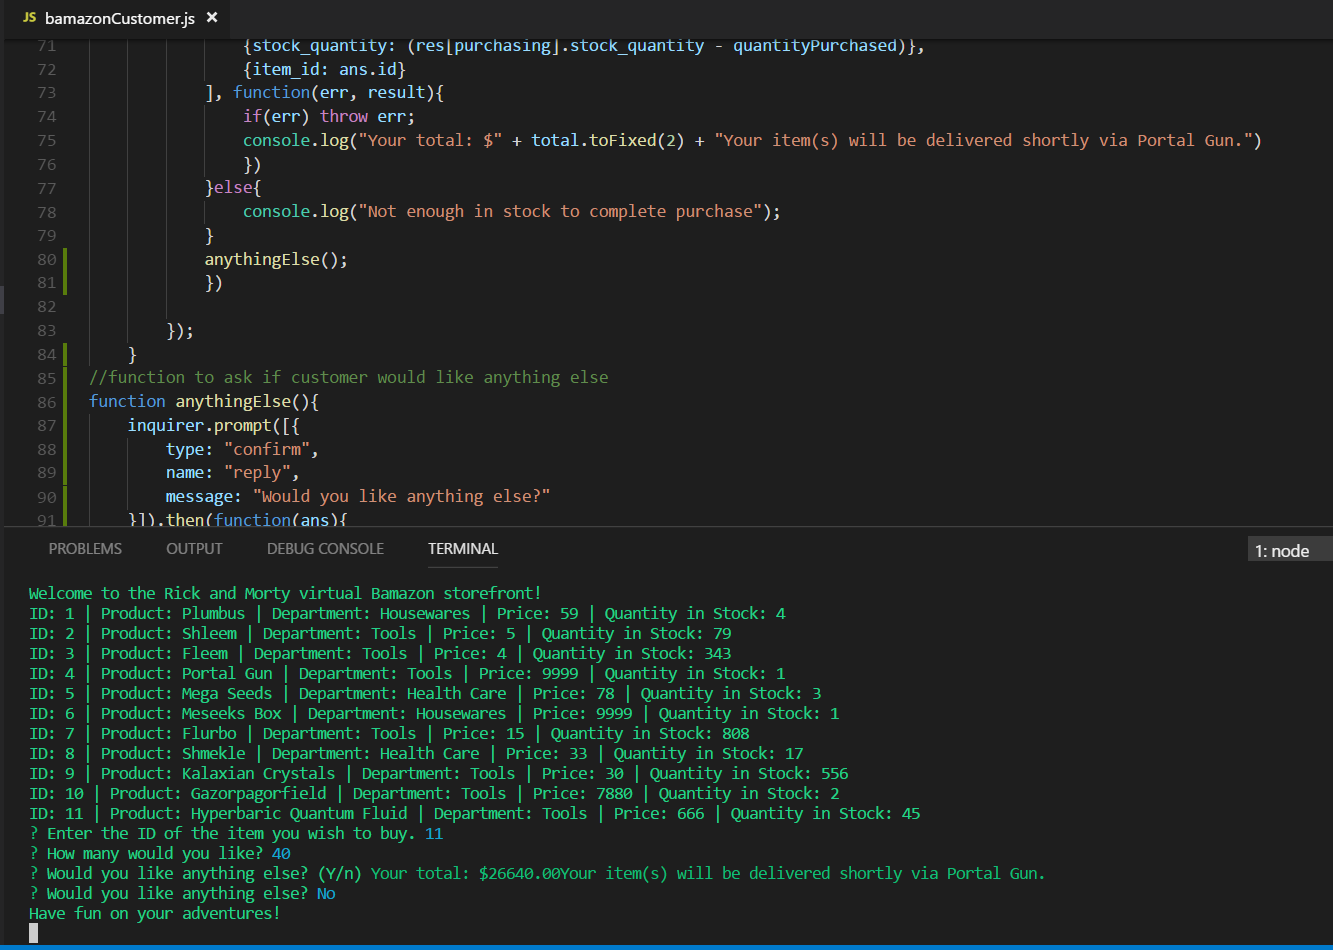 JS bamazonCustomer.js ×
71 {stock_quantity: (res[purchasing].stock_quantity - quantityPurchased)},
72 {item_id: ans.id}
73 ], function(err, result){
74 if(err) throw err;
75 console.log("Your total: $" + total.toFixed(2) + "Your item(s) will be delivered shortly via Portal Gun.")
76 })
77 }else{
78 console.log("Not enough in stock to complete purchase");
79 }
80 anythingElse();
81 })
82
83 });
84 }
85 //function to ask if customer would like anything else
86 function anythingElse(){
87 inquirer.prompt([{
88 type: "confirm",
89 name: "reply",
90 message: "Would you like anything else?"
91 }]).then(function(ans){
PROBLEMS OUTPUT DEBUG CONSOLE TERMINAL 1: node
Welcome to the Rick and Morty virtual Bamazon storefront!
ID: 1 | Product: Plumbus | Department: Housewares | Price: 59 | Quantity in Stock: 4
ID: 2 | Product: Shleem | Department: Tools | Price: 5 | Quantity in Stock: 79
ID: 3 | Product: Fleem | Department: Tools | Price: 4 | Quantity in Stock: 343
ID: 4 | Product: Portal Gun | Department: Tools | Price: 9999 | Quantity in Stock: 1
ID: 5 | Product: Mega Seeds | Department: Health Care | Price: 78 | Quantity in Stock: 3
ID: 6 | Product: Meseeks Box | Department: Housewares | Price: 9999 | Quantity in Stock: 1
ID: 7 | Product: Flurbo | Department: Tools | Price: 15 | Quantity in Stock: 808
ID: 8 | Product: Shmekle | Department: Health Care | Price: 33 | Quantity in Stock: 17
ID: 9 | Product: Kalaxian Crystals | Department: Tools | Price: 30 | Quantity in Stock: 556
ID: 10 | Product: Gazorpagorfield | Department: Tools | Price: 7880 | Quantity in Stock: 2
ID: 11 | Product: Hyperbaric Quantum Fluid | Department: Tools | Price: 666 | Quantity in Stock: 45
? Enter the ID of the item you wish to buy. 11
? How many would you like? 40
? Would you like anything else? (Y/n) Your total: $26640.00Your item(s) will be delivered shortly via Portal Gun.
? Would you like anything else? No
Have fun on your adventures!